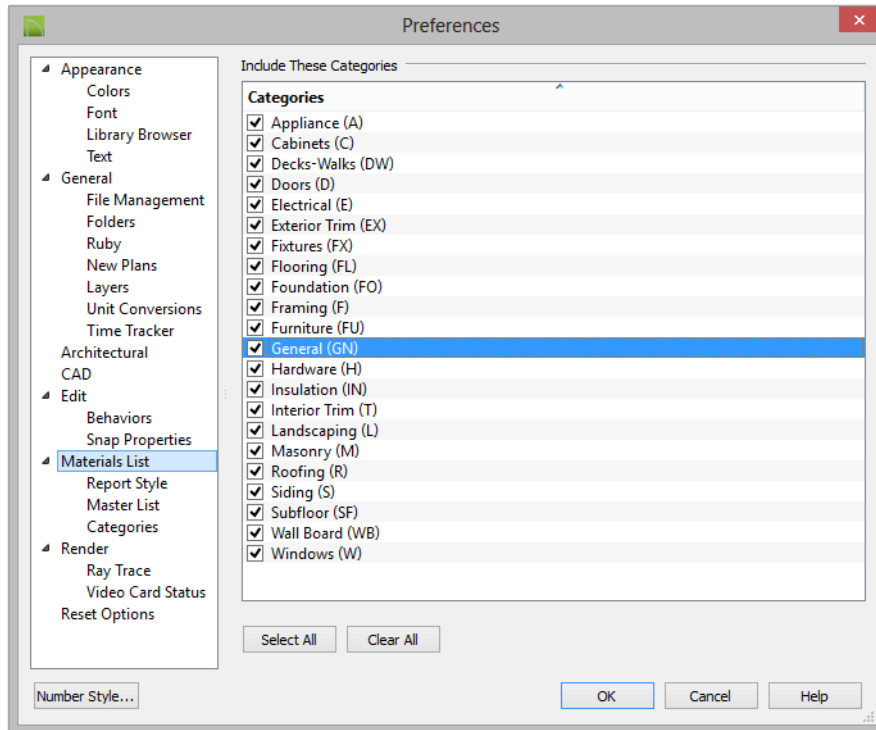 Preferences
Appearance
Colors
Font
Library Browser
Text
General
File Management
Folders
Ruby
New Plans
Layers
Unit Conversions
Time Tracker
Architectural
CAD
Edit
Behaviors
Snap Properties
Materials List
Report Style
Master List
Categories
Render
Ray Trace
Video Card Status
Reset Options
Include These Categories
Categories
Appliance (A)
Cabinets (C)
Decks-Walks (DW)
Doors (D)
Electrical (E)
Exterior Trim (EX)
Fixtures (FX)
Flooring (FL)
Foundation (FO)
Framing (F)
Furniture (FU)
General (GN)
Hardware (H)
Insulation (IN)
Interior Trim (T)
Landscaping (L)
Masonry (M)
Roofing (R)
Siding (S)
Subfloor (SF)
Wall Board (WB)
Windows (W)
Select All Clear All
Number Style... OK Cancel Help